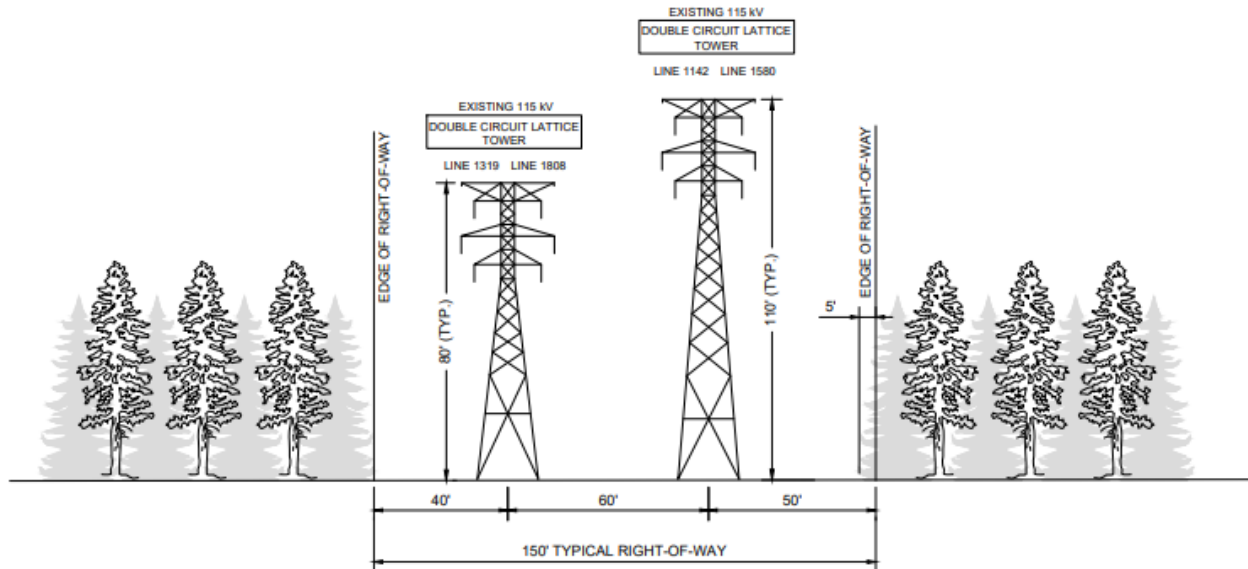 EXISTING 115 kV
DOUBLE CIRCUIT LATTICE
TOWER
LINE 1142 LINE 1580
EXISTING 115 kV
DOUBLE CIRCUIT LATTICE
TOWER
LINE 1319 LINE 1808
EDGE OF RIGHT-OF-WAY
80' (TYP.)
110' (TYP.)
5'
EDGE OF RIGHT-OF-WAY
40'
60'
50'
150' TYPICAL RIGHT-OF-WAY